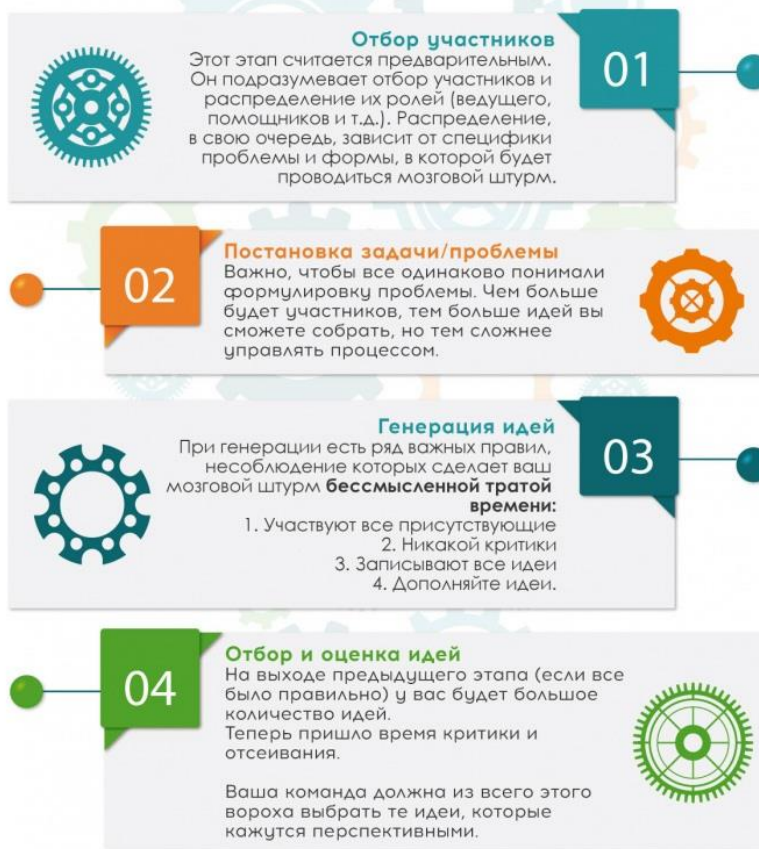 Отбор участников
01
Этот этап считается предварительным.
Он подразумевает отбор участников и
распределение их ролей (ведущего,
помощников и т.д.). Распределение,
в свою очередь, зависит от специфики
проблемы и формы, в которой будет
проводиться мозговой штурм.
02
Постановка задачи/проблемы
Важно, чтобы все одинаково понимали
формулировку проблемы. Чем больше
будет участников, тем больше идей вы
сможете собрать, но тем сложнее
управлять процессом.
Генерация идей
03
При генерации есть ряд важных правил,
несоблюдение которых сделает ваш
мозговой штурм бессмысленной тратой
времени:
1. Участвуют все присутствующие
2. Никакой критики
3. Записывают все идеи
4. Дополняйте идеи.
04
Отбор и оценка идей
На выходе предыдущего этапа (если все
было правильно) у вас будет большое
количество идей.
Теперь пришло время критики и
отсеивания.
Ваша команда должна из всего этого
вороха выбрать те идеи, которые
кажутся перспективными.